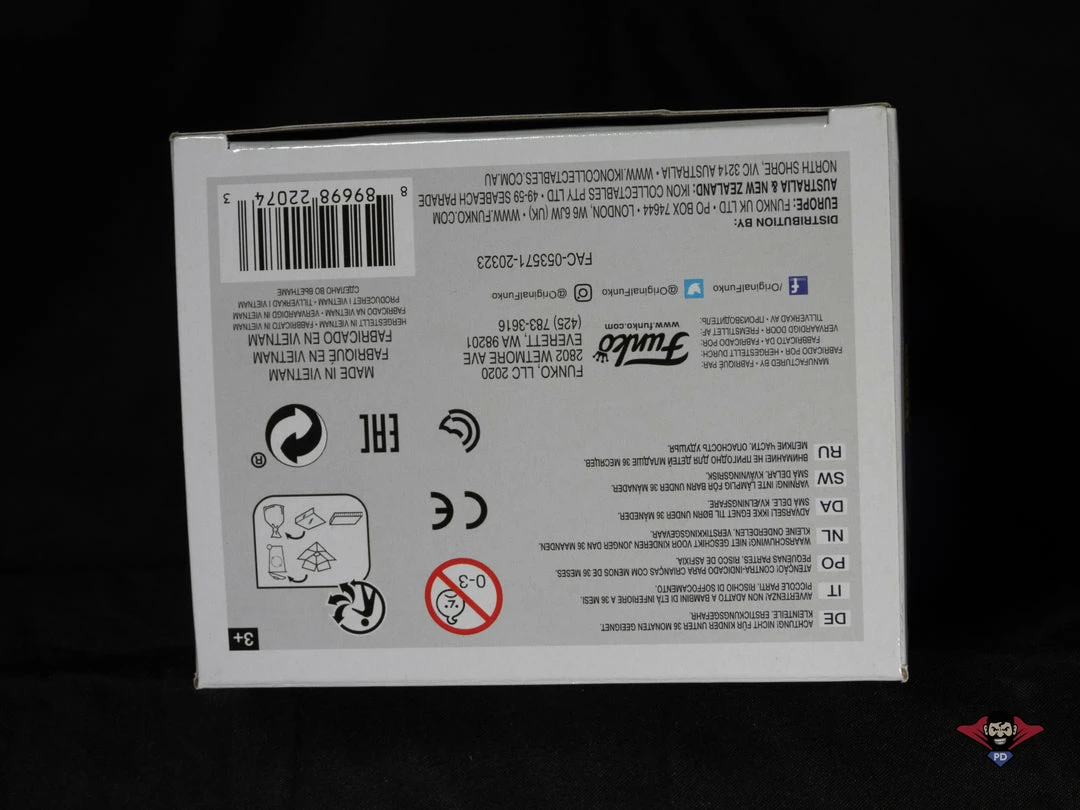 DE
ACHTUNG! NICHT FÜR KINDER UNTER 36 MONATEN GEEIGNET.
KLEINTEILE. ERSTICKUNGSGEFAHR.
IT
AVVERTENZA! NON ADATTO A BAMBINI DI ETÀ INFERIORE A 36 MESI.
PICCOLE PARTI. RISCHIO DI SOFFOCAMENTO.
PO
ATENÇÃO! CONTRA-INDICADO PARA CRIANÇAS COM MENOS DE 36 MESES.
PEQUENAS PARTES. RISCO DE ASFIXIA.
NL
WAARSCHUWING! NIET GESCHIKT VOOR KINDEREN JONGER DAN 36 MAANDEN.
KLEINE ONDERDELEN. VERSTIKKINGSGEVAAR.
DA
ADVARSEL! IKKE EGNET TIL BØRN UNDER 36 MÅNEDER.
SMÅ DELE. KVÆLNINGSFARE.
SW
VARNING! INTE LÄMPLIG FÖR BARN UNDER 36 MÅNADER.
SMÅ DELAR. KVÄVNINGSRISK.
RU
ВНИМАНИЕ! НЕ ПРИГОДНО ДЛЯ ДЕТЕЙ МЛАДШЕ 36 МЕСЯЦЕВ.
МЕЛКИЕ ЧАСТИ. ОПАСНОСТЬ УДУШЬЯ.
0-3
3+
CE
EAC
®
MANUFACTURED BY • FABRIQUÉ PAR:
FABRICADO POR • HERGESTELLT DURCH:
FABBRICATO DA • FABRICADO POR:
VERVAARDIGD DOOR • FREMSTILLET AF:
TILLVERKAD AV • ПРОИЗВОДИТЕЛЬ:
Funko
www.funko.com
FUNKO, LLC 2020
2802 WETMORE AVE
EVERETT, WA 98201
(425) 783-3616
MADE IN VIETNAM
FABRIQUÉ EN VIETNAM
FABRICADO EN VIETNAM
HERGESTELLT IN VIETNAM • FABBRICATO IN VIETNAM
FABRICADO NA VIETNAM • VERVAARDIGD IN VIETNAM
PRODUCERET I VIETNAM • TILLVERKAD I VIETNAM
СДЕЛАНО ВО ВЬЕТНАМЕ
f /OriginalFunko
@OriginalFunko
@OriginalFunko
FAC-053571-20323
DISTRIBUTION BY:
EUROPE: FUNKO UK LTD • PO BOX 74644 • LONDON, W6 6JW (UK) • WWW.FUNKO.COM
AUSTRALIA & NEW ZEALAND: IKON COLLECTABLES PTY LTD • 49-59 SEABEACH PARADE
NORTH SHORE, VIC 3214 AUSTRALIA • WWW.IKONCOLLECTABLES.COM.AU
8 89698 22074 3
PD